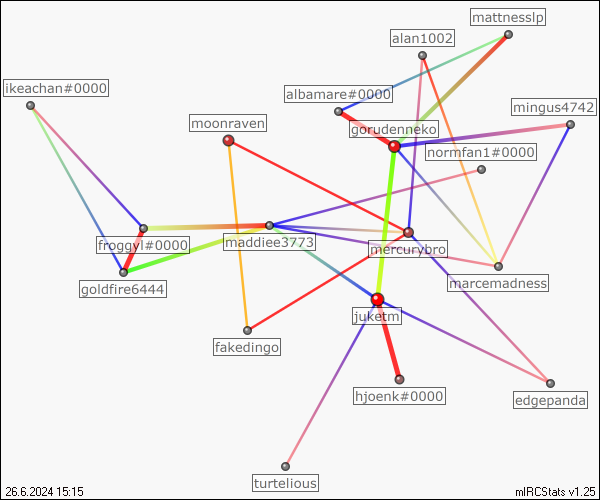 mattnesslp
alan1002
ikeachan#0000
albamare#0000
mingus4742
moonraven
gorudenneko
normfan1#0000
froggyl#0000
maddiee3773
mercurybro
goldfire6444
marcemadness
juketm
fakedingo
hjoenk#0000
edgepanda
turtelious
26.6.2024 15:15
mIRCStats v1.25